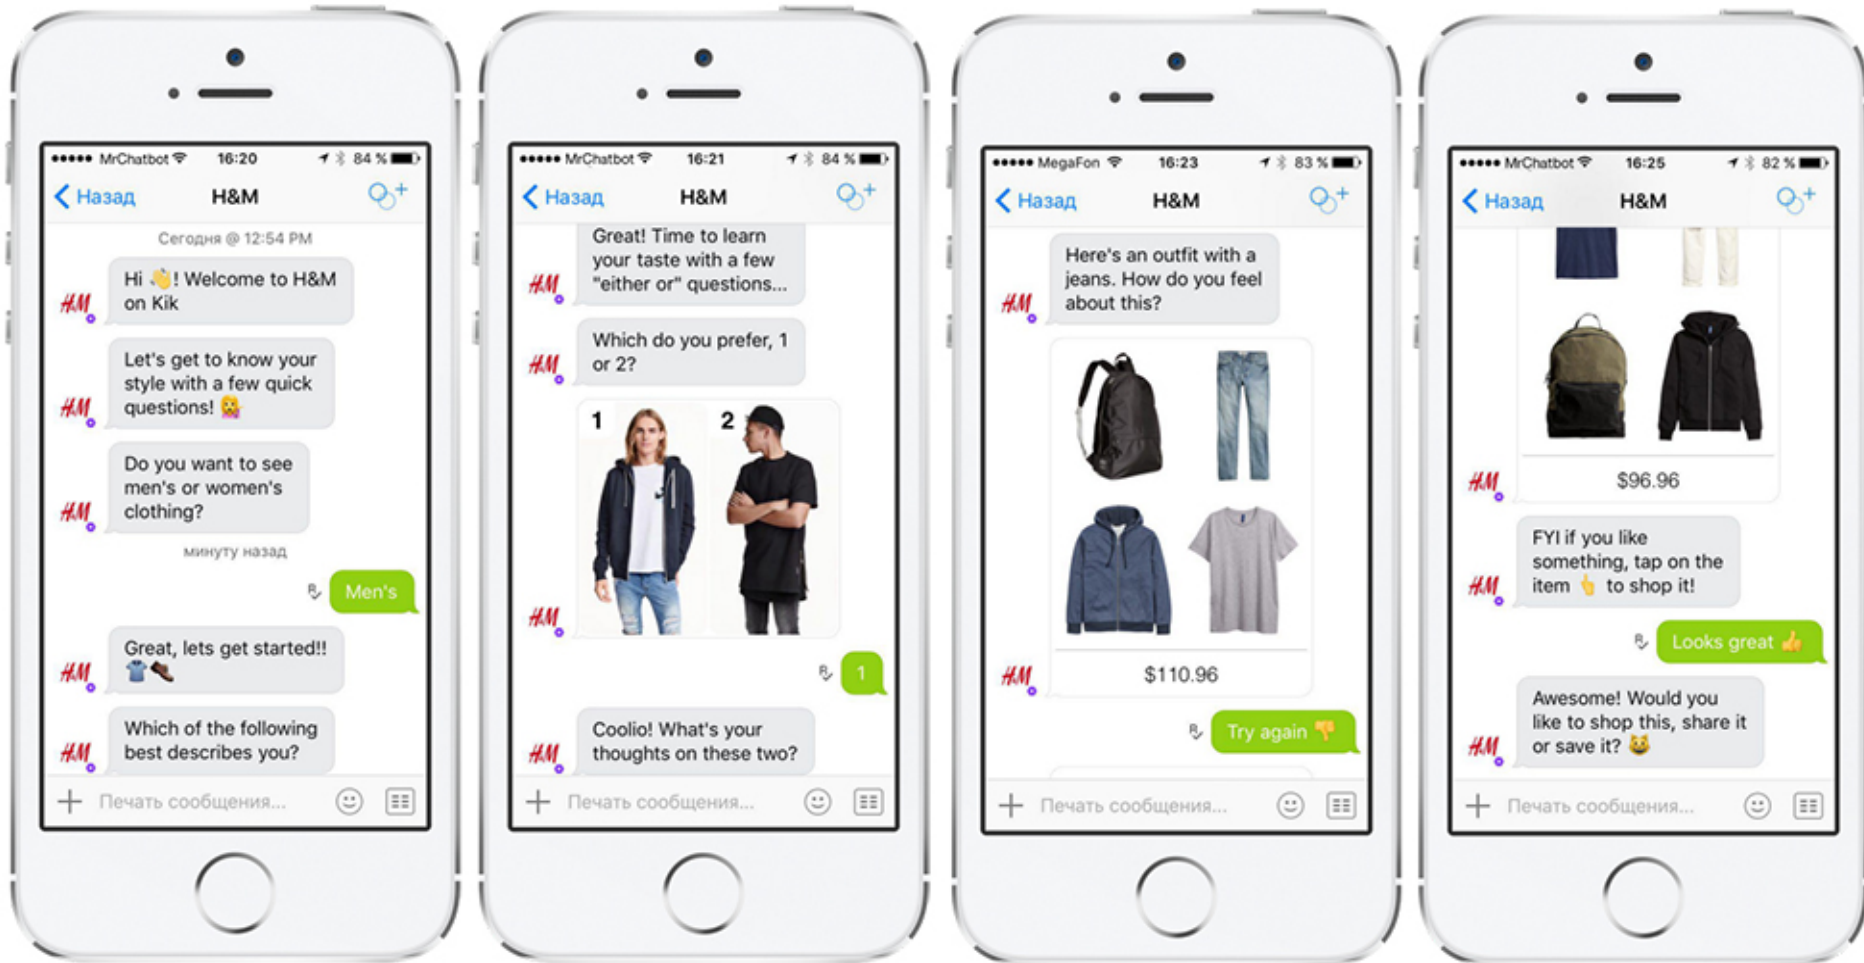 MrChatbot 16:20 84 %
Назад H&M
Сегодня @ 12:54 PM
Hi 👋! Welcome to H&M
on Kik
H&M
Let's get to know your
style with a few quick
questions! 💁
H&M
Do you want to see
men's or women's
clothing?
H&M
минуту назад
R Men's
Great, lets get started!!
👕👞
H&M
Which of the following
best describes you?
H&M
Печать сообщения...
MrChatbot 16:21 84 %
Назад H&M
Great! Time to learn
your taste with a few
"either or" questions...
H&M
Which do you prefer, 1
or 2?
H&M
1 2
H&M
R 1
Coolio! What's your
thoughts on these two?
H&M
Печать сообщения...
MegaFon 16:23 83 %
Назад H&M
Here's an outfit with a
jeans. How do you feel
about this?
H&M
$110.96
H&M
R Try again 👎
Печать сообщения...
MrChatbot 16:25 82 %
Назад H&M
$96.96
H&M
FYI if you like
something, tap on the
item 👆 to shop it!
H&M
R Looks great 👍
Awesome! Would you
like to shop this, share it
or save it? 😺
H&M
Печать сообщения...